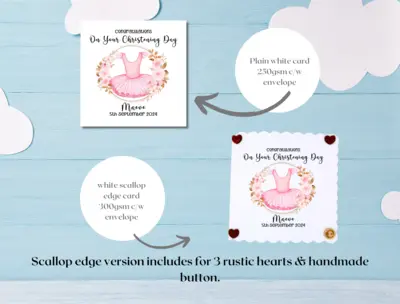 Congratulations
On Your Christening Day
Maeve
5th September 2024
Plain white card
250gsm c/w
envelope
Congratulations
On Your Christening Day
Maeve
5th September 2024
white scallop
edge card
300gsm c/w
envelope
Scallop edge version includes for 3 rustic hearts & handmade
button.